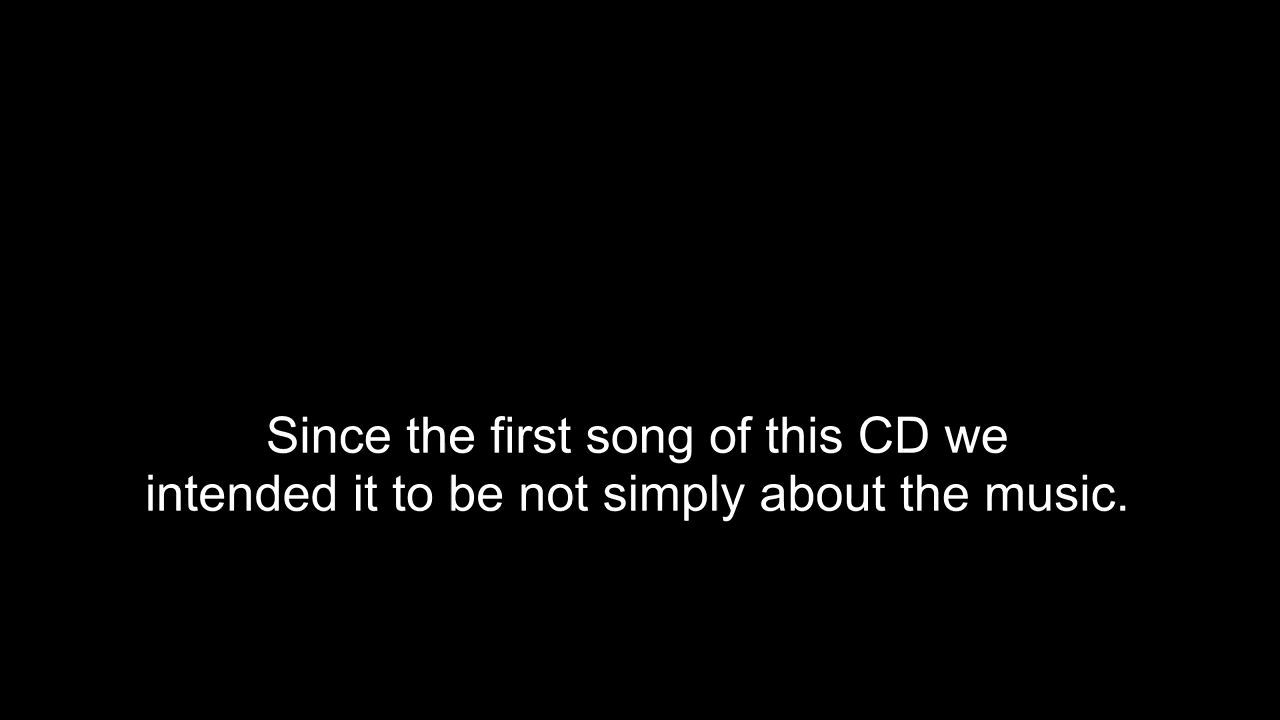 Since the first song of this CD we
intended it to be not simply about the music.